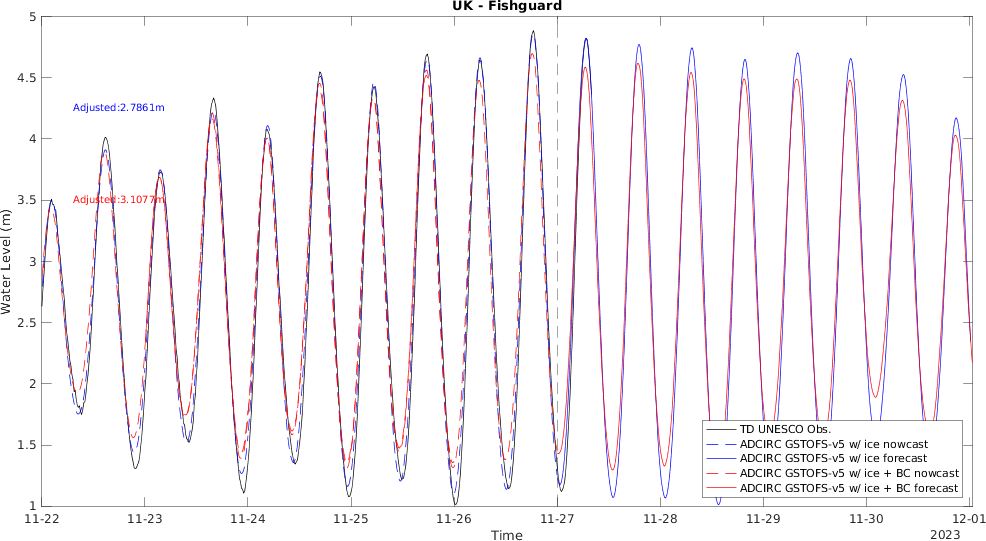 UK - Fishguard
5
4.5
4
3.5
3
2.5
2
1.5
1
Water Level (m)
Adjusted:2.7861m
Adjusted:3.1077m
TD UNESCO Obs.
ADCIRC GSTOFS-v5 w/ ice nowcast
ADCIRC GSTOFS-v5 w/ ice forecast
ADCIRC GSTOFS-v5 w/ ice + BC nowcast
ADCIRC GSTOFS-v5 w/ ice + BC forecast
11-22 11-23 11-24 11-25 11-26 11-27 11-28 11-29 11-30 12-01
Time
2023